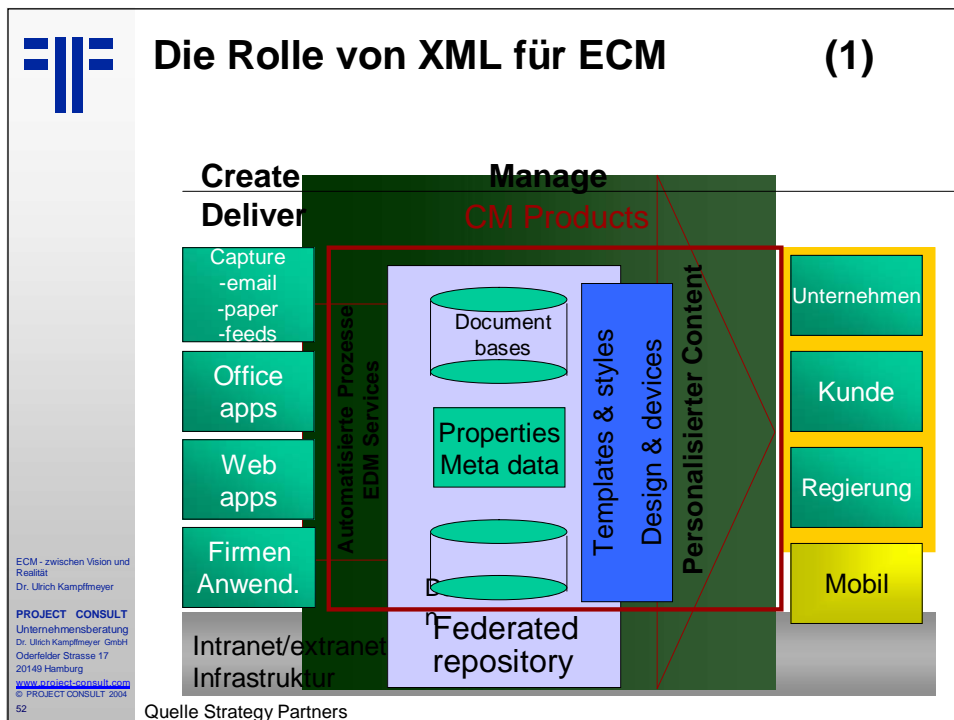 Die Rolle von XML für ECM (1)
Create Manage
Deliver CM Products
Capture
-email
-paper
-feeds
Office
apps
Web
apps
Firmen
Anwend.
Automatisierte Prozesse
EDM Services
Document
bases
Properties
Meta data
D
n
Federated
repository
Templates & styles
Design & devices
Personalisierter Content
Unternehmen
Kunde
Regierung
Mobil
Intranet/extranet
Infrastruktur
ECM - zwischen Vision und
Realität
Dr. Ulrich Kampffmeyer
PROJECT CONSULT
Unternehmensberatung
Dr. Ulrich Kampffmeyer GmbH
Oderfelder Strasse 17
20149 Hamburg
www.project-consult.com
© PROJECT CONSULT 2004
52
Quelle Strategy Partners